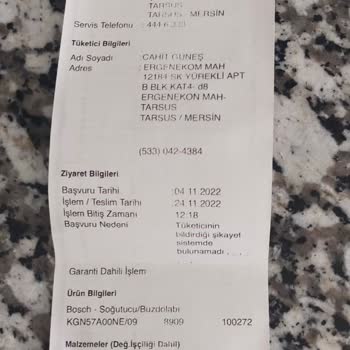 TARSUS
TARSUS - MERSİN
Servis Telefonu : 444 6 333
Tüketici Bilgileri
Adı Soyadı : CAHİT GÜNEŞ
Adres : ERGENEKOM MAH
12184 SK YÜREKLİ APT
B BLK KAT4- d8
ERGENEKON MAH-
TARSUS
TARSUS / MERSİN
(533) 042-4384
Ziyaret Bilgileri
Başvuru Tarihi :04.11.2022
İşlem / Teslim Tarihi :24.11.2022
İşlem Bitiş Zamanı :12:18
Başvuru Nedeni :Tüketicinin
bildirdiği şikayet
sistemde
bulunamadı
Garanti Dahili İşlem
Ürün Bilgileri
Bosch - Soğutucu/Buzdolabı
KGN57A00NE/09 8909 100272
Malzemeler (Değ.İşçiliği Dahil)